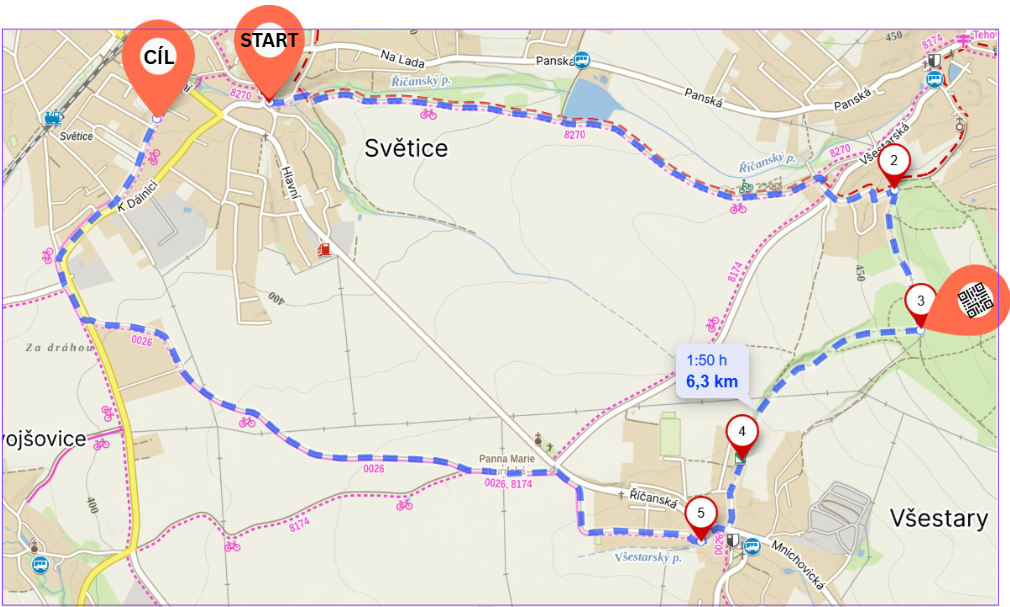 450
8174
Teho
CÍL
START
Na Lada
Panská
Říčanský p.
8270
Panská
Panská
Světice
8270
Všestarská
8270
Světice
Říčanský p.
2
Hlavní
K Dálnici
8174
450
400
3
Za dráhou
0026
1:50 h
6,3 km
4
vojšovice
Panna Marie
0026
0026, 8174
400
Říčanská
5
Všestary
8174
0026
Mnichovická
Všestarský p.